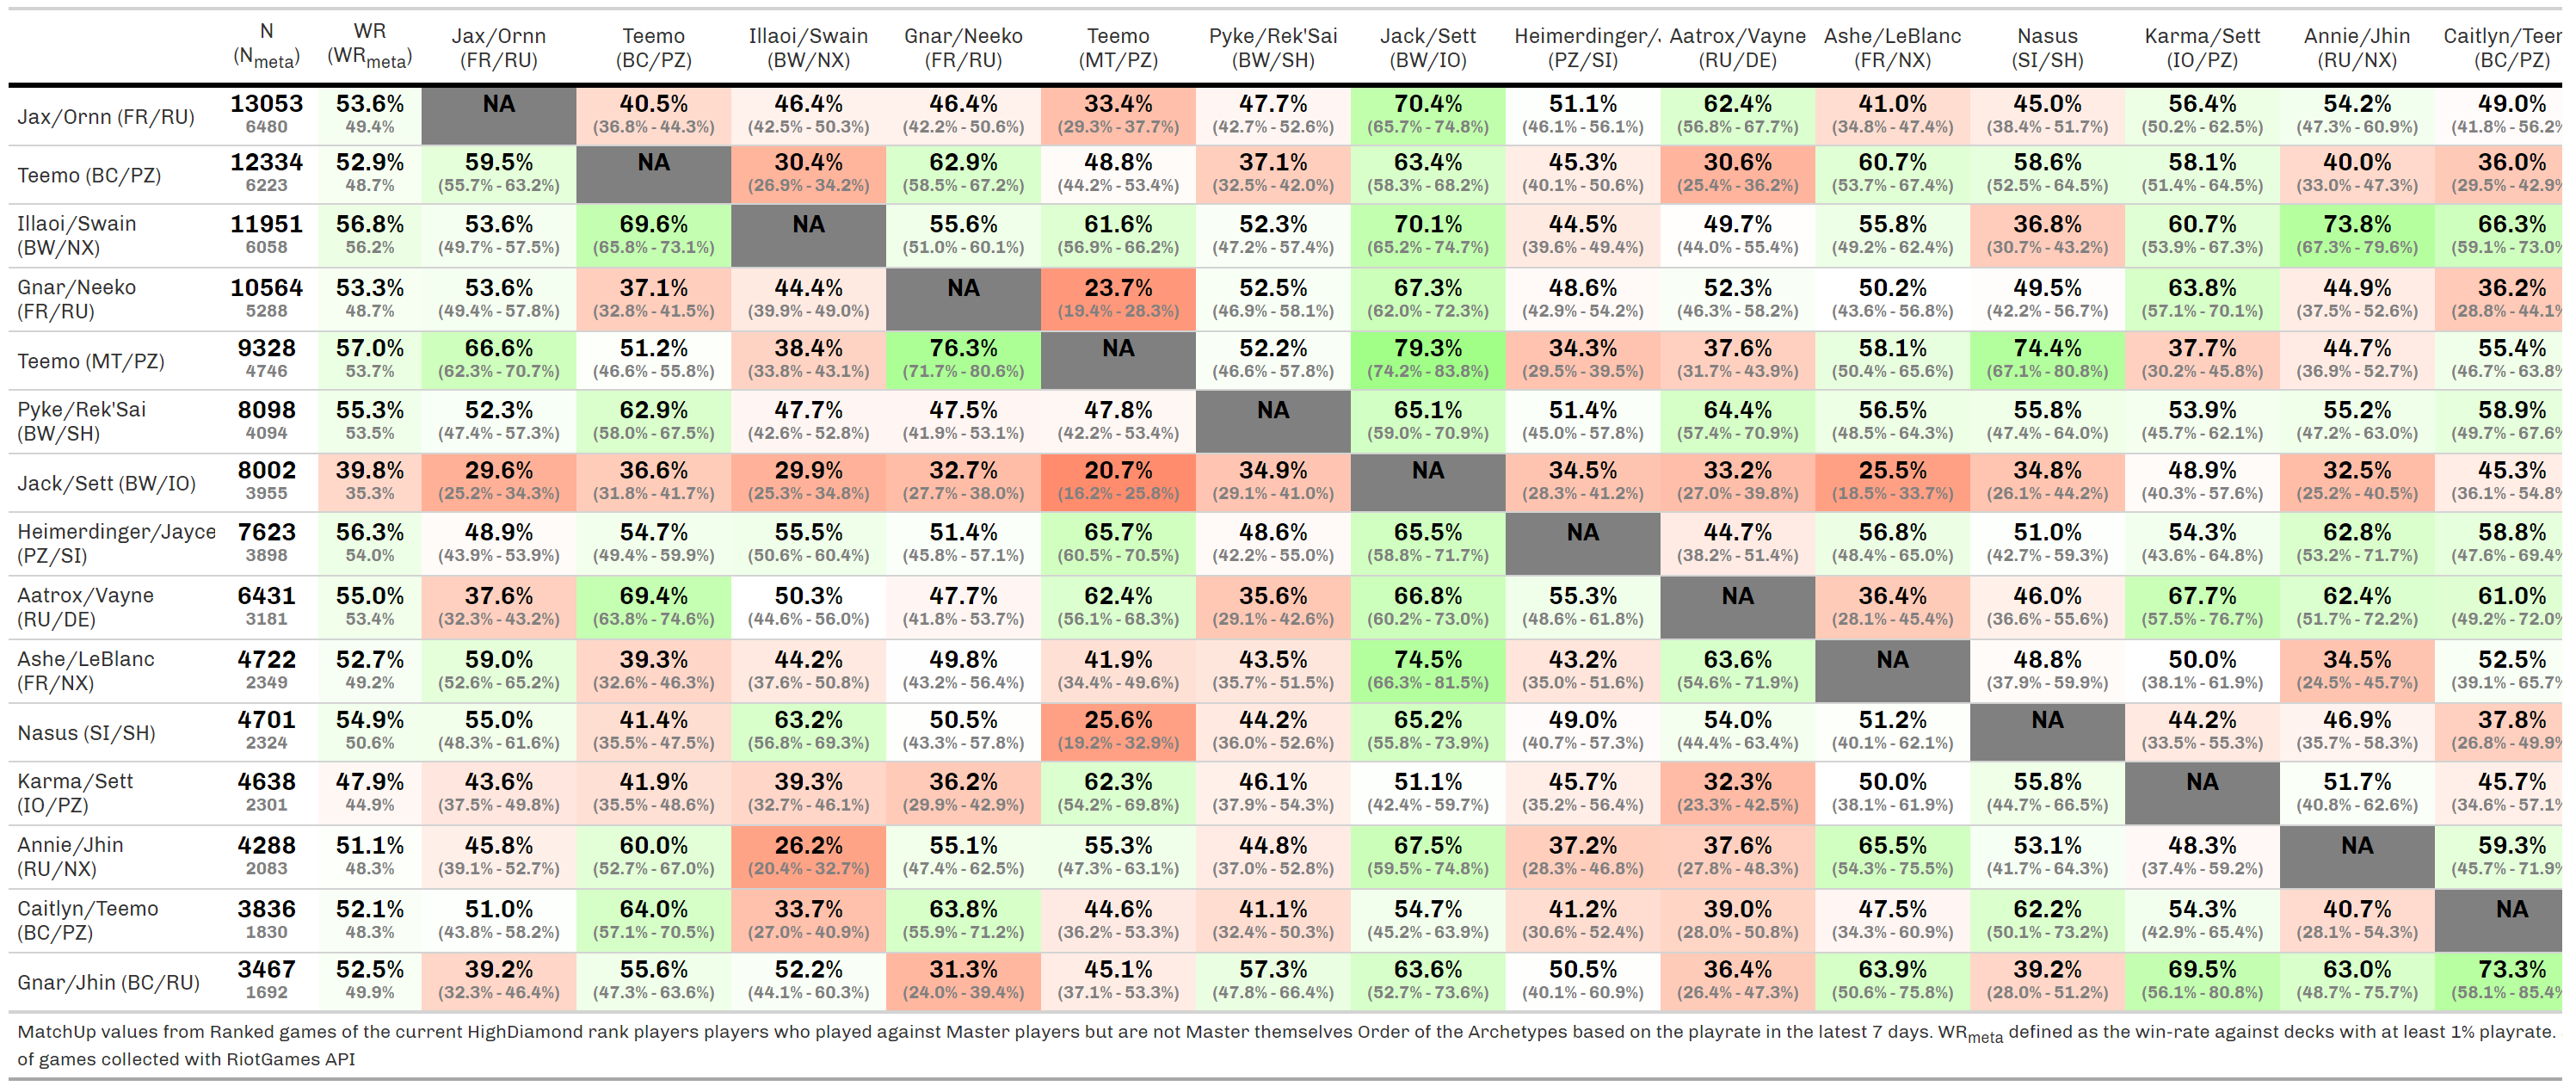 N WR Jax/Ornn Teemo Illaoi/Swain Gnar/Neeko Teemo Pyke/Rek'Sai Jack/Sett Heimerdinger/ Aatrox/Vayne Ashe/LeBlanc Nasus Karma/Sett Annie/Jhin Caitlyn/Teer
(Nmeta) (WRmeta) (FR/RU) (BC/PZ) (BW/NX) (FR/RU) (MT/PZ) (BW/SH) (BW/IO) (PZ/SI) (RU/DE) (FR/NX) (SI/SH) (IO/PZ) (RU/NX) (BC/PZ)
Jax/Ornn (FR/RU) 13053 53.6% NA 40.5% 46.4% 46.4% 33.4% 47.7% 70.4% 51.1% 62.4% 41.0% 45.0% 56.4% 54.2% 49.0%
6480 49.4% (36.8% - 44.3%) (42.5% - 50.3%) (42.2% - 50.6%) (29.3% - 37.7%) (42.7% - 52.6%) (65.7% - 74.8%) (46.1% - 56.1%) (56.8% - 67.7%) (34.8% - 47.4%) (38.4% - 51.7%) (50.2% - 62.5%) (47.3% - 60.9%) (41.8% - 56.2%
Teemo (BC/PZ) 12334 52.9% 59.5% NA 30.4% 62.9% 48.8% 37.1% 63.4% 45.3% 30.6% 60.7% 58.6% 58.1% 40.0% 36.0%
6223 48.7% (55.7% - 63.2%) (26.9% - 34.2%) (58.5% - 67.2%) (44.2% - 53.4%) (32.5% - 42.0%) (58.3% - 68.2%) (40.1% - 50.6%) (25.4% - 36.2%) (53.7% - 67.4%) (52.5% - 64.5%) (51.4% - 64.5%) (33.0% - 47.3%) (29.5% - 42.9%
Illaoi/Swain 11951 56.8% 53.6% 69.6% NA 55.6% 61.6% 52.3% 70.1% 44.5% 49.7% 55.8% 36.8% 60.7% 73.8% 66.3%
(BW/NX) 6058 56.2% (49.7% - 57.5%) (65.8% - 73.1%) (51.0% - 60.1%) (56.9% - 66.2%) (47.2% - 57.4%) (65.2% - 74.7%) (39.6% - 49.4%) (44.0% - 55.4%) (49.2% - 62.4%) (30.7% - 43.2%) (53.9% - 67.3%) (67.3% - 79.6%) (59.1% - 73.0%
Gnar/Neeko 10564 53.3% 53.6% 37.1% 44.4% NA 23.7% 52.5% 67.3% 48.6% 52.3% 50.2% 49.5% 63.8% 44.9% 36.2%
(FR/RU) 5288 48.7% (49.4% - 57.8%) (32.8% - 41.5%) (39.9% - 49.0%) (19.4% - 28.3%) (46.9% - 58.1%) (62.0% - 72.3%) (42.9% - 54.2%) (46.3% - 58.2%) (43.6% - 56.8%) (42.2% - 56.7%) (57.1% - 70.1%) (37.5% - 52.6%) (28.8% - 44.1%
Teemo (MT/PZ) 9328 57.0% 66.6% 51.2% 38.4% 76.3% NA 52.2% 79.3% 34.3% 37.6% 58.1% 74.4% 37.7% 44.7% 55.4%
4746 53.7% (62.3% - 70.7%) (46.6% - 55.8%) (33.8% - 43.1%) (71.7% - 80.6%) (46.6% - 57.8%) (74.2% - 83.8%) (29.5% - 39.5%) (31.7% - 43.9%) (50.4% - 65.6%) (67.1% - 80.8%) (30.2% - 45.8%) (36.9% - 52.7%) (46.7% - 63.8%
Pyke/Rek'Sai 8098 55.3% 52.3% 62.9% 47.7% 47.5% 47.8% NA 65.1% 51.4% 64.4% 56.5% 55.8% 53.9% 55.2% 58.9%
(BW/SH) 4094 53.5% (47.4% - 57.3%) (58.0% - 67.5%) (42.6% - 52.8%) (41.9% - 53.1%) (42.2% - 53.4%) (59.0% - 70.9%) (45.0% - 57.8%) (57.4% - 70.9%) (48.5% - 64.3%) (47.4% - 64.0%) (45.7% - 62.1%) (47.2% - 63.0%) (49.7% - 67.6%
Jack/Sett (BW/IO) 8002 39.8% 29.6% 36.6% 29.9% 32.7% 20.7% 34.9% NA 34.5% 33.2% 25.5% 34.8% 48.9% 32.5% 45.3%
3955 35.3% (25.2% - 34.3%) (31.8% - 41.7%) (25.3% - 34.8%) (27.7% - 38.0%) (16.2% - 25.8%) (29.1% - 41.0%) (28.3% - 41.2%) (27.0% - 39.8%) (18.5% - 33.7%) (26.1% - 44.2%) (40.3% - 57.6%) (25.2% - 40.5%) (36.1% - 54.8%
Heimerdinger/Jayce 7623 56.3% 48.9% 54.7% 55.5% 51.4% 65.7% 48.6% 65.5% NA 44.7% 56.8% 51.0% 54.3% 62.8% 58.8%
(PZ/SI) 3898 54.0% (43.9% - 53.9%) (49.4% - 59.9%) (50.6% - 60.4%) (45.8% - 57.1%) (60.5% - 70.5%) (42.2% - 55.0%) (58.8% - 71.7%) (38.2% - 51.4%) (48.4% - 65.0%) (42.7% - 59.3%) (43.6% - 64.8%) (53.2% - 71.7%) (47.6% - 69.4%
Aatrox/Vayne 6431 55.0% 37.6% 69.4% 50.3% 47.7% 62.4% 35.6% 66.8% 55.3% NA 36.4% 46.0% 67.7% 62.4% 61.0%
(RU/DE) 3181 53.4% (32.3% - 43.2%) (63.8% - 74.6%) (44.6% - 56.0%) (41.8% - 53.7%) (56.1% - 68.3%) (29.1% - 42.6%) (60.2% - 73.0%) (48.6% - 61.8%) (28.1% - 45.4%) (36.6% - 55.6%) (57.5% - 76.7%) (51.7% - 72.2%) (49.2% - 72.0%
Ashe/LeBlanc 4722 52.7% 59.0% 39.3% 44.2% 49.8% 41.9% 43.5% 74.5% 43.2% 63.6% NA 48.8% 50.0% 34.5% 52.5%
(FR/NX) 2349 49.2% (52.6% - 65.2%) (32.6% - 46.3%) (37.6% - 50.8%) (43.2% - 56.4%) (34.4% - 49.6%) (35.7% - 51.5%) (66.3% - 81.5%) (35.0% - 51.6%) (54.6% - 71.9%) (37.9% - 59.9%) (38.1% - 61.9%) (24.5% - 45.7%) (39.1% - 65.7%
Nasus (SI/SH) 4701 54.9% 55.0% 41.4% 63.2% 50.5% 25.6% 44.2% 65.2% 49.0% 54.0% 51.2% NA 44.2% 46.9% 37.8%
2324 50.6% (48.3% - 61.6%) (35.5% - 47.5%) (56.8% - 69.3%) (43.3% - 57.8%) (19.2% - 32.9%) (36.0% - 52.6%) (55.8% - 73.9%) (40.7% - 57.3%) (44.4% - 63.4%) (40.1% - 62.1%) (33.5% - 55.3%) (35.7% - 58.3%) (26.8% - 49.9%
Karma/Sett 4638 47.9% 43.6% 41.9% 39.3% 36.2% 62.3% 46.1% 51.1% 45.7% 32.3% 50.0% 55.8% NA 51.7% 45.7%
(IO/PZ) 2301 44.9% (37.5% - 49.8%) (35.5% - 48.6%) (32.7% - 46.1%) (29.9% - 42.9%) (54.2% - 69.8%) (37.9% - 54.3%) (42.4% - 59.7%) (35.2% - 56.4%) (23.3% - 42.5%) (38.1% - 61.9%) (44.7% - 66.5%) (40.8% - 62.6%) (34.6% - 57.1%
Annie/Jhin 4288 51.1% 45.8% 60.0% 26.2% 55.1% 55.3% 44.8% 67.5% 37.2% 37.6% 65.5% 53.1% 48.3% NA 59.3%
(RU/NX) 2083 48.3% (39.1% - 52.7%) (52.7% - 67.0%) (20.4% - 32.7%) (47.4% - 62.5%) (47.3% - 63.1%) (37.0% - 52.8%) (59.5% - 74.8%) (28.3% - 46.8%) (27.8% - 48.3%) (54.3% - 75.5%) (41.7% - 64.3%) (37.4% - 59.2%) (45.7% - 71.9%
Caitlyn/Teemo 3836 52.1% 51.0% 64.0% 33.7% 63.8% 44.6% 41.1% 54.7% 41.2% 39.0% 47.5% 62.2% 54.3% 40.7% NA
(BC/PZ) 1830 48.3% (43.8% - 58.2%) (57.1% - 70.5%) (27.0% - 40.9%) (55.9% - 71.2%) (36.2% - 53.3%) (32.4% - 50.3%) (45.2% - 63.9%) (30.6% - 52.4%) (28.0% - 50.8%) (34.3% - 60.9%) (50.1% - 73.2%) (42.9% - 65.4%) (28.1% - 54.3%)
Gnar/Jhin (BC/RU) 3467 52.5% 39.2% 55.6% 52.2% 31.3% 45.1% 57.3% 63.6% 50.5% 36.4% 63.9% 39.2% 69.5% 63.0% 73.3%
1692 49.9% (32.3% - 46.4%) (47.3% - 63.6%) (44.1% - 60.3%) (24.0% - 39.4%) (37.1% - 53.3%) (47.8% - 66.4%) (52.7% - 73.6%) (40.1% - 60.9%) (26.4% - 47.3%) (50.6% - 75.8%) (28.0% - 51.2%) (56.1% - 80.8%) (48.7% - 75.7%) (58.1% - 85.4%
MatchUp values from Ranked games of the current HighDiamond rank players players who played against Master players but are not Master themselves Order of the Archetypes based on the playrate in the latest 7 days. WRmeta defined as the win-rate against decks with at least 1% playrate.
of games collected with RiotGames API